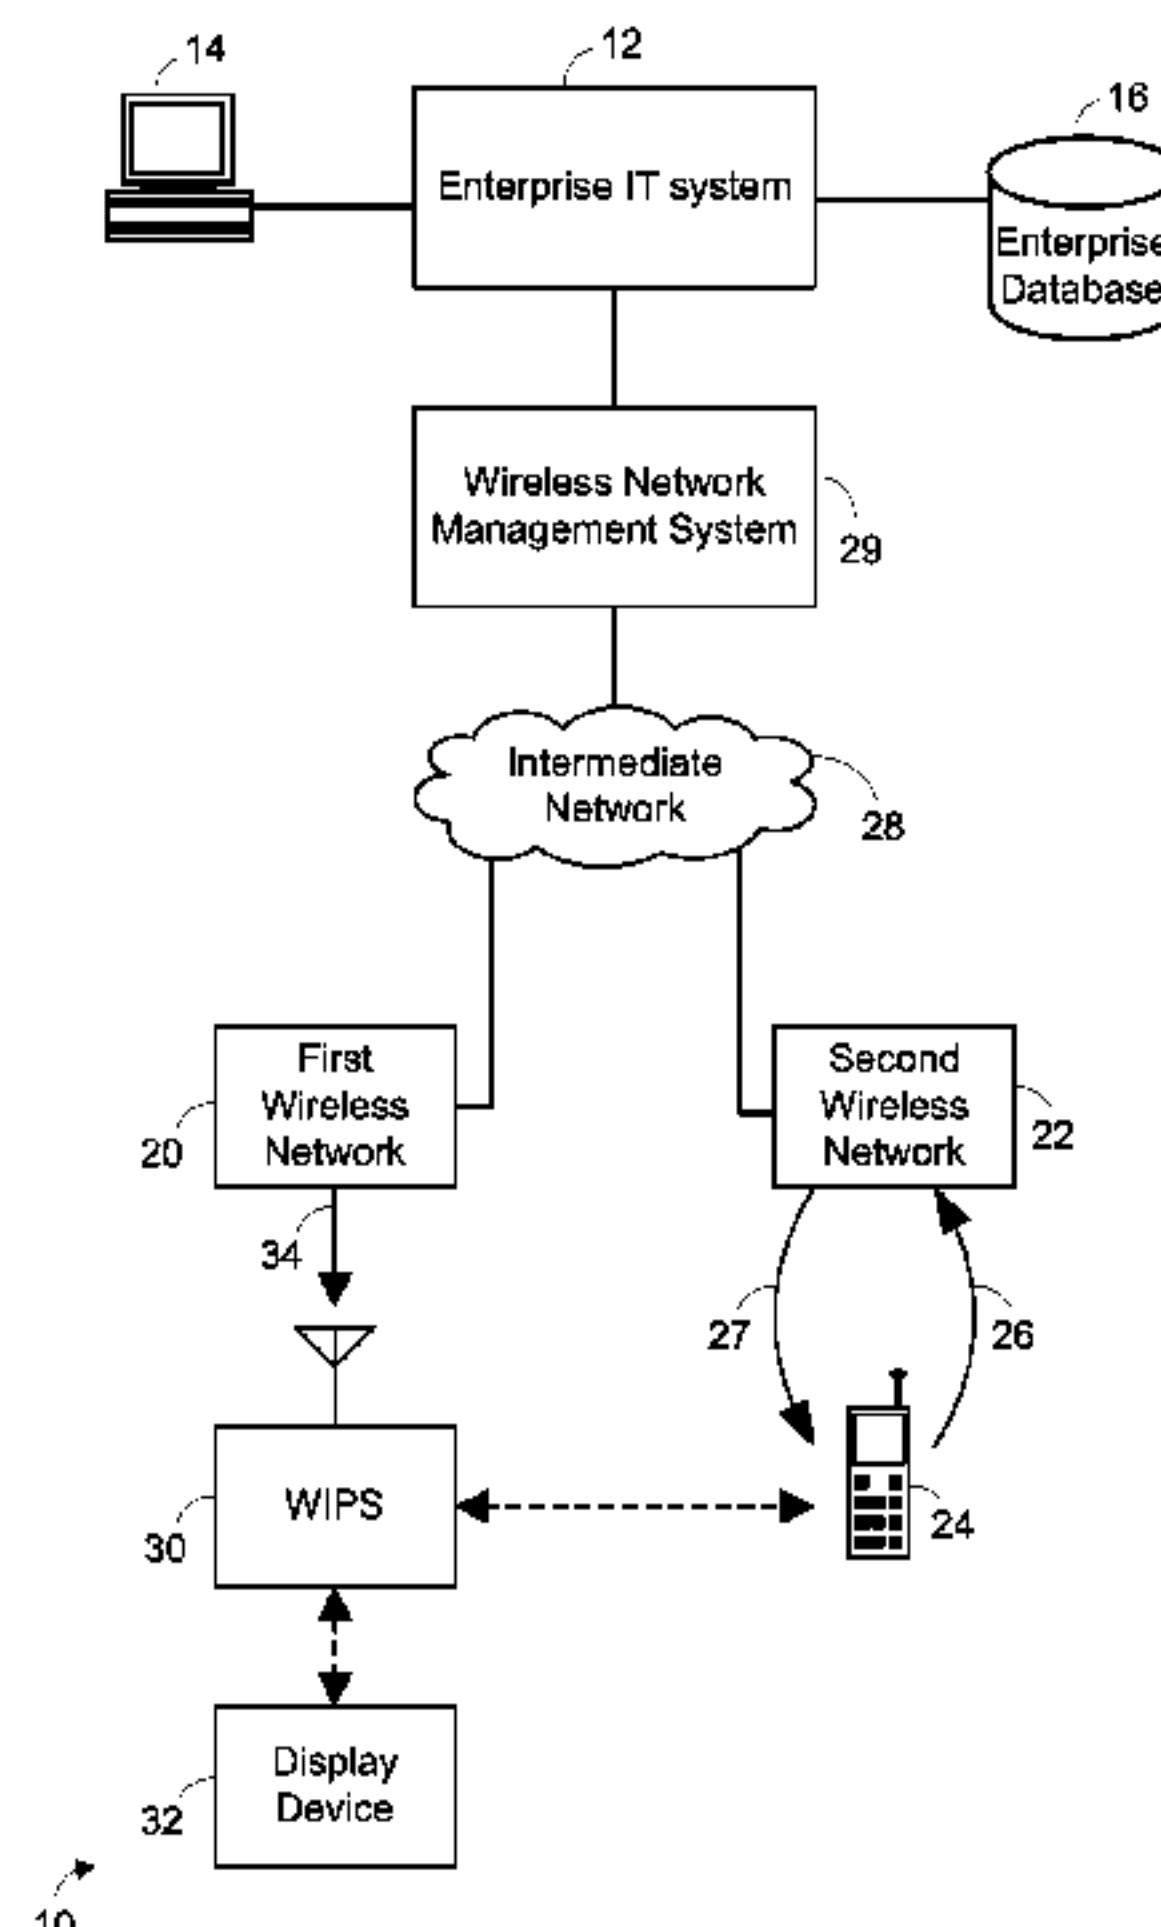 14
12
16
Enterprise IT system
Enterprise
Database
Wireless Network
Management System
29
Intermediate
Network
28
First
Wireless
Network
20
Second
Wireless
Network
22
34
27
26
WIPS
30
24
Display
Device
32
10